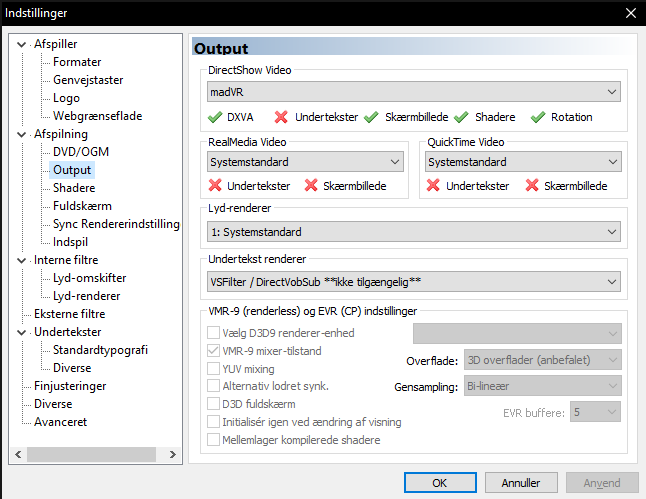 Indstillinger
Afspiller
Formater
Genvejstaster
Logo
Webgrænseflade
Afspilning
DVD/OGM
Output
Shadere
Fuldskærm
Sync Rendererindstilling
Indspil
Interne filtre
Lyd-omskifter
Lyd-renderer
Eksterne filtre
Undertekster
Standardtypografi
Diverse
Finjusteringer
Diverse
Avanceret
Output
DirectShow Video
madVR
DXVA Undertekster Skærmbillede Shadere Rotation
RealMedia Video
Systemstandard
Undertekster Skærmbillede
QuickTime Video
Systemstandard
Undertekster Skærmbillede
Lyd-renderer
1: Systemstandard
Undertekst renderer
VSFilter / DirectVobSub **ikke tilgængelig**
VMR-9 (renderless) og EVR (CP) indstillinger
Vælg D3D9 renderer-enhed
VMR-9 mixer-tilstand
YUV mixing
Alternativ lodret synk.
D3D fuldskærm
Initialisér igen ved ændring af visning
Mellemlager kompilerede shadere
Overflade: 3D overflader (anbefalet)
Gensampling: Bi-lineær
EVR buffere: 5
OK Annuller Anvend